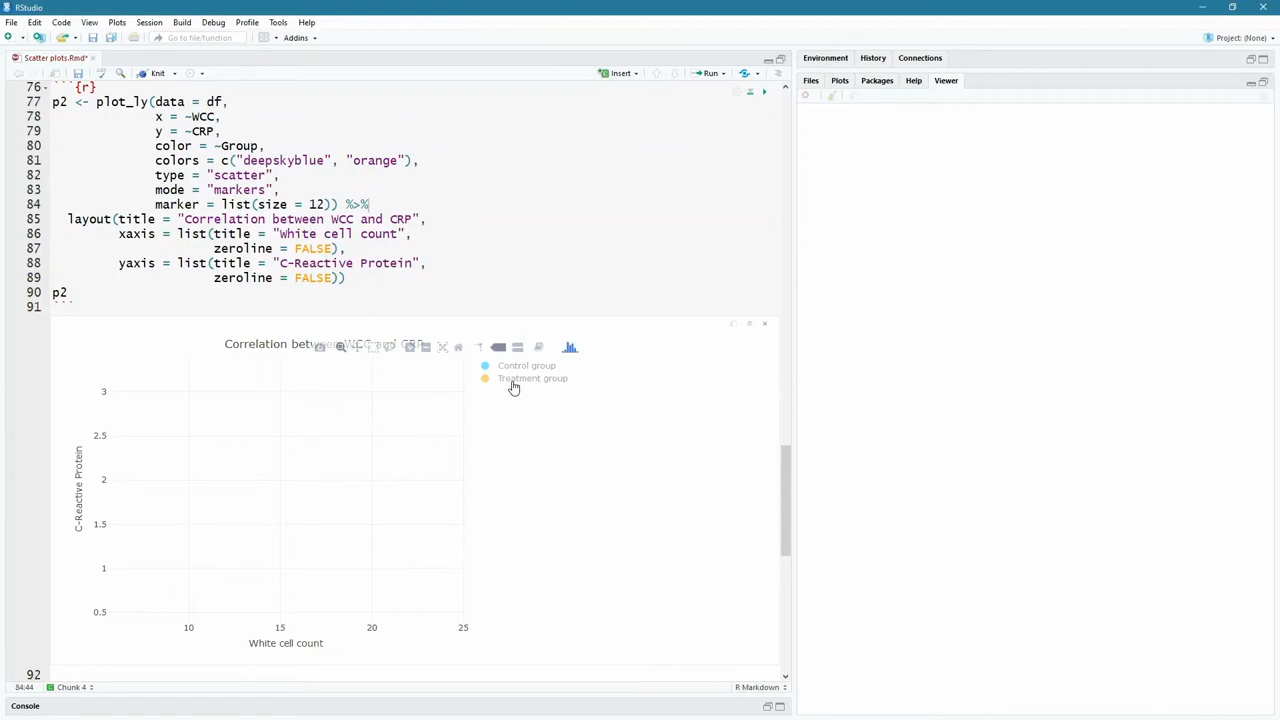 RStudio
File Edit Code View Plots Session Build Debug Profile Tools Help
Go to file/function Addins Project: (None)
Scatter plots.Rmd*
Environment History Connections
Knit Insert Run
Files Plots Packages Help Viewer
76 ```{r}
77 p2 <- plot_ly(data = df,
78 x = ~WCC,
79 y = ~CRP,
80 color = ~Group,
81 colors = c("deepskyblue", "orange"),
82 type = "scatter",
83 mode = "markers",
84 marker = list(size = 12)) %>%
85 layout(title = "Correlation between WCC and CRP",
86 xaxis = list(title = "White cell count",
87 zeroline = FALSE),
88 yaxis = list(title = "C-Reactive Protein",
89 zeroline = FALSE))
90 p2
91 ```
Correlation between WCC and CRP
Control group
Treatment group
3
2.5
2
1.5
1
0.5
C-Reactive Protein
10 15 20 25
White cell count
92
84:44 Chunk 4 R Markdown
Console